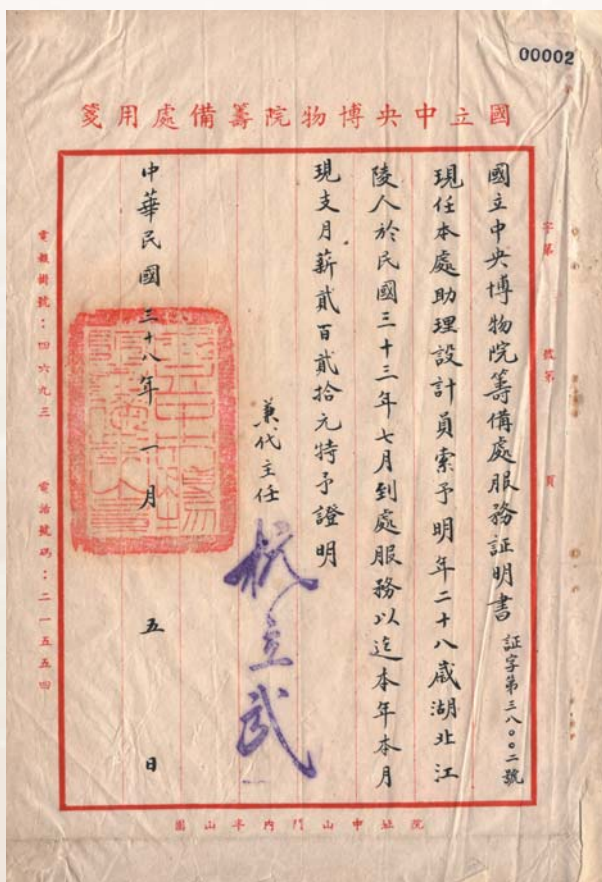 00002
國立中央博物院籌備處用箋
國立中央博物院籌備處服務証明書 証字第三八〇〇二號
現任本處助理設計員索予明年二十八歲湖北江
陵人於民國三十三年七月到處服務以迄本年本月
現支月薪貳百貳拾元特予證明
兼代主任 杭立武
中華民國三十八年一月五日
字第 號第 頁
電報掛號：四六九三 電話號碼：二一五五四
院址中山門內半山園